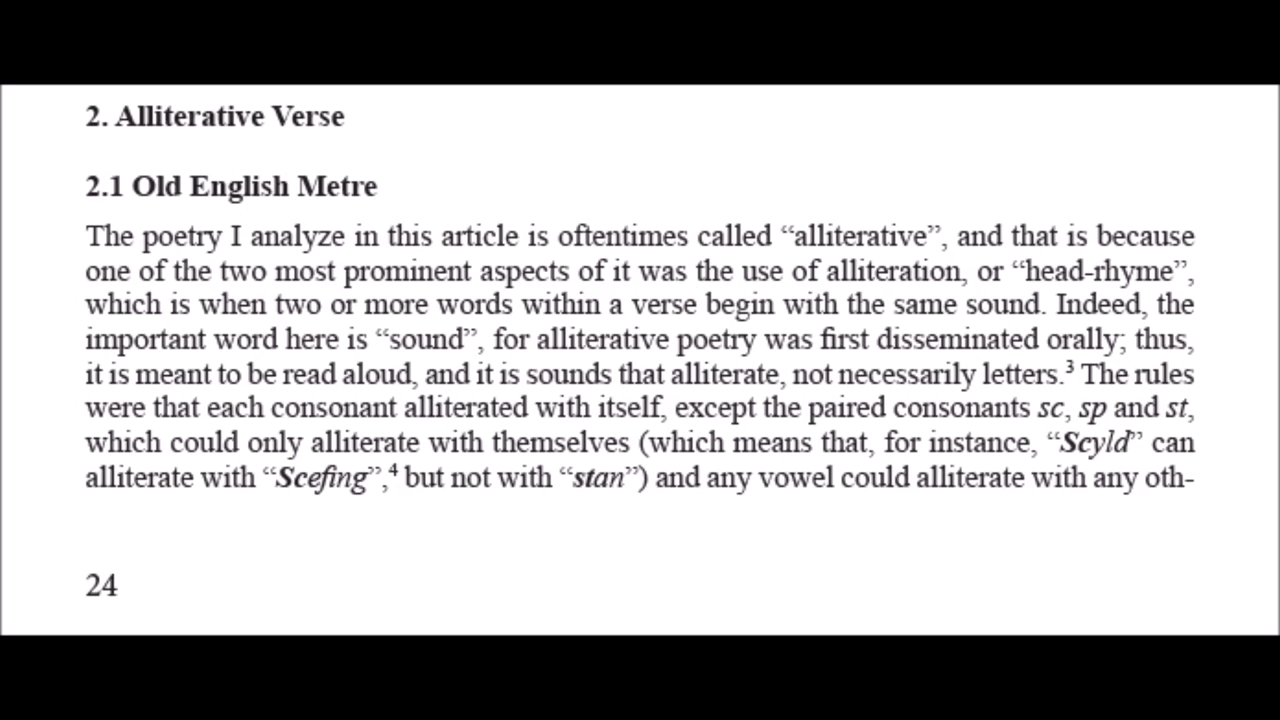 2. Alliterative Verse
2.1 Old English Metre
The poetry I analyze in this article is oftentimes called “alliterative”, and that is because
one of the two most prominent aspects of it was the use of alliteration, or “head-rhyme”,
which is when two or more words within a verse begin with the same sound. Indeed, the
important word here is “sound”, for alliterative poetry was first disseminated orally; thus,
it is meant to be read aloud, and it is sounds that alliterate, not necessarily letters.³ The rules
were that each consonant alliterated with itself, except the paired consonants sc, sp and st,
which could only alliterate with themselves (which means that, for instance, “Scyld” can
alliterate with “Scefing”,⁴ but not with “stan”) and any vowel could alliterate with any oth-
24